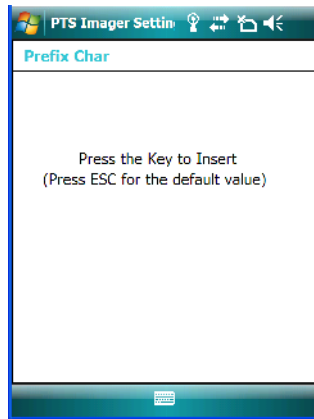 PTS Imager Settin
Prefix Char
Press the Key to Insert
(Press ESC for the default value)